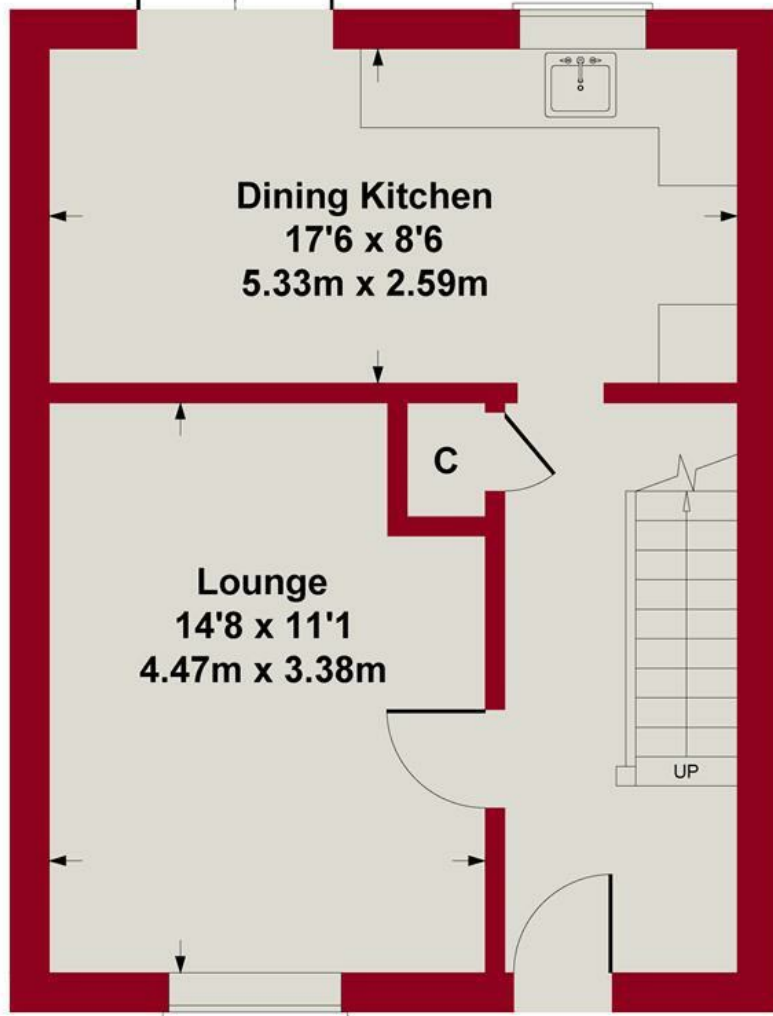 Dining Kitchen
17'6 x 8'6
5.33m x 2.59m
C
Lounge
14'8 x 11'1
4.47m x 3.38m
UP